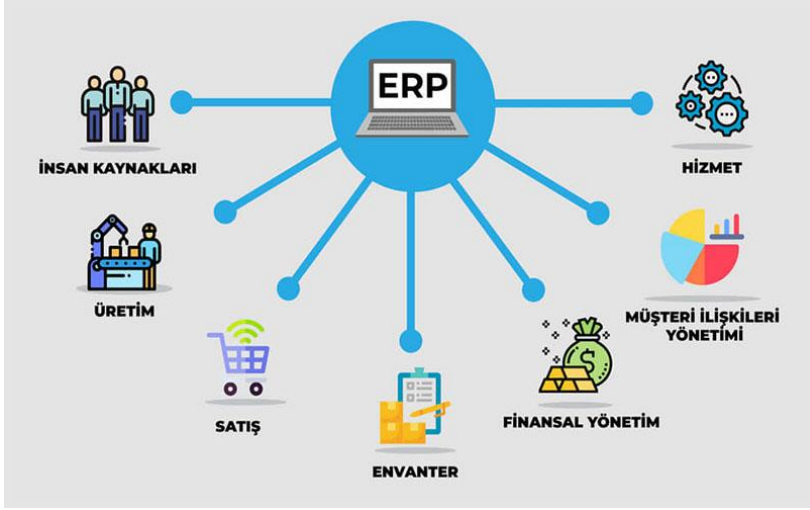 ERP
İNSAN KAYNAKLARI
HİZMET
ÜRETİM
MÜŞTERİ İLİŞKİLERİ
YÖNETİMİ
SATIŞ
FİNANSAL YÖNETİM
ENVANTER